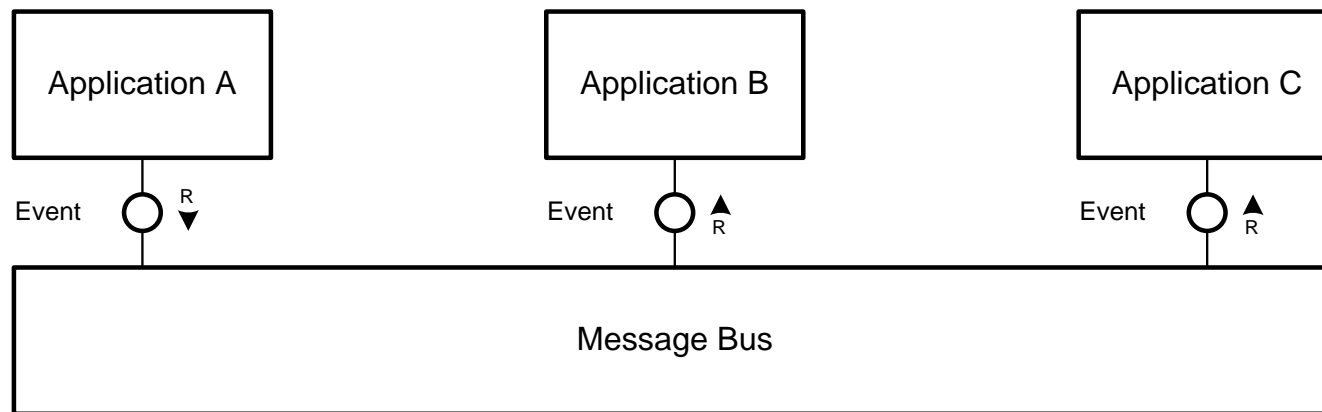 Application A
Application B
Application C
Event
R
Event
R
Event
R
Message Bus